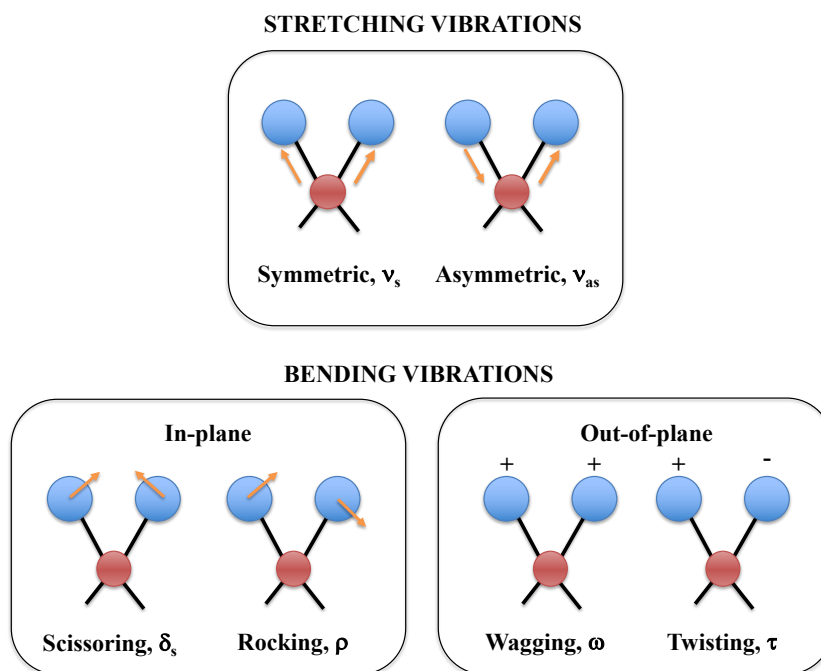 STRETCHING VIBRATIONS
Symmetric, νs
Asymmetric, νas
BENDING VIBRATIONS
In-plane
Out-of-plane
+ + + -
Scissoring, δs
Rocking, ρ
Wagging, ω
Twisting, τ